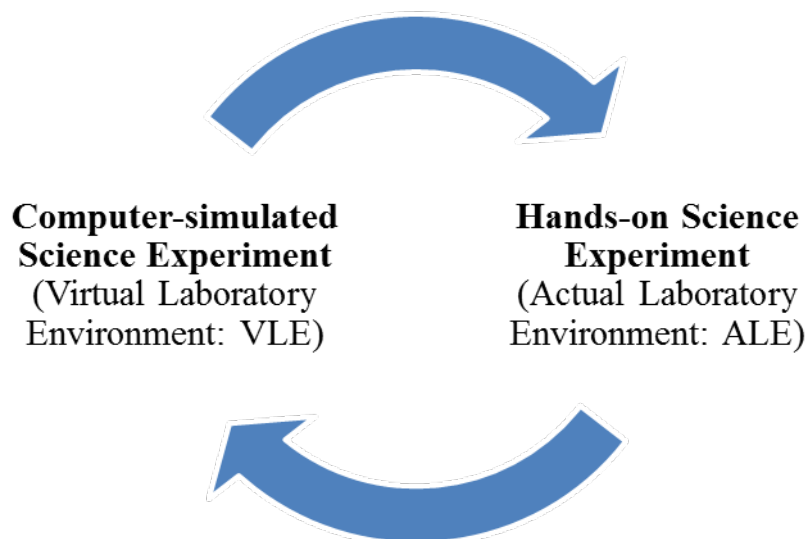 Computer-simulated
Science Experiment
(Virtual Laboratory
Environment: VLE)
Hands-on Science
Experiment
(Actual Laboratory
Environment: ALE)